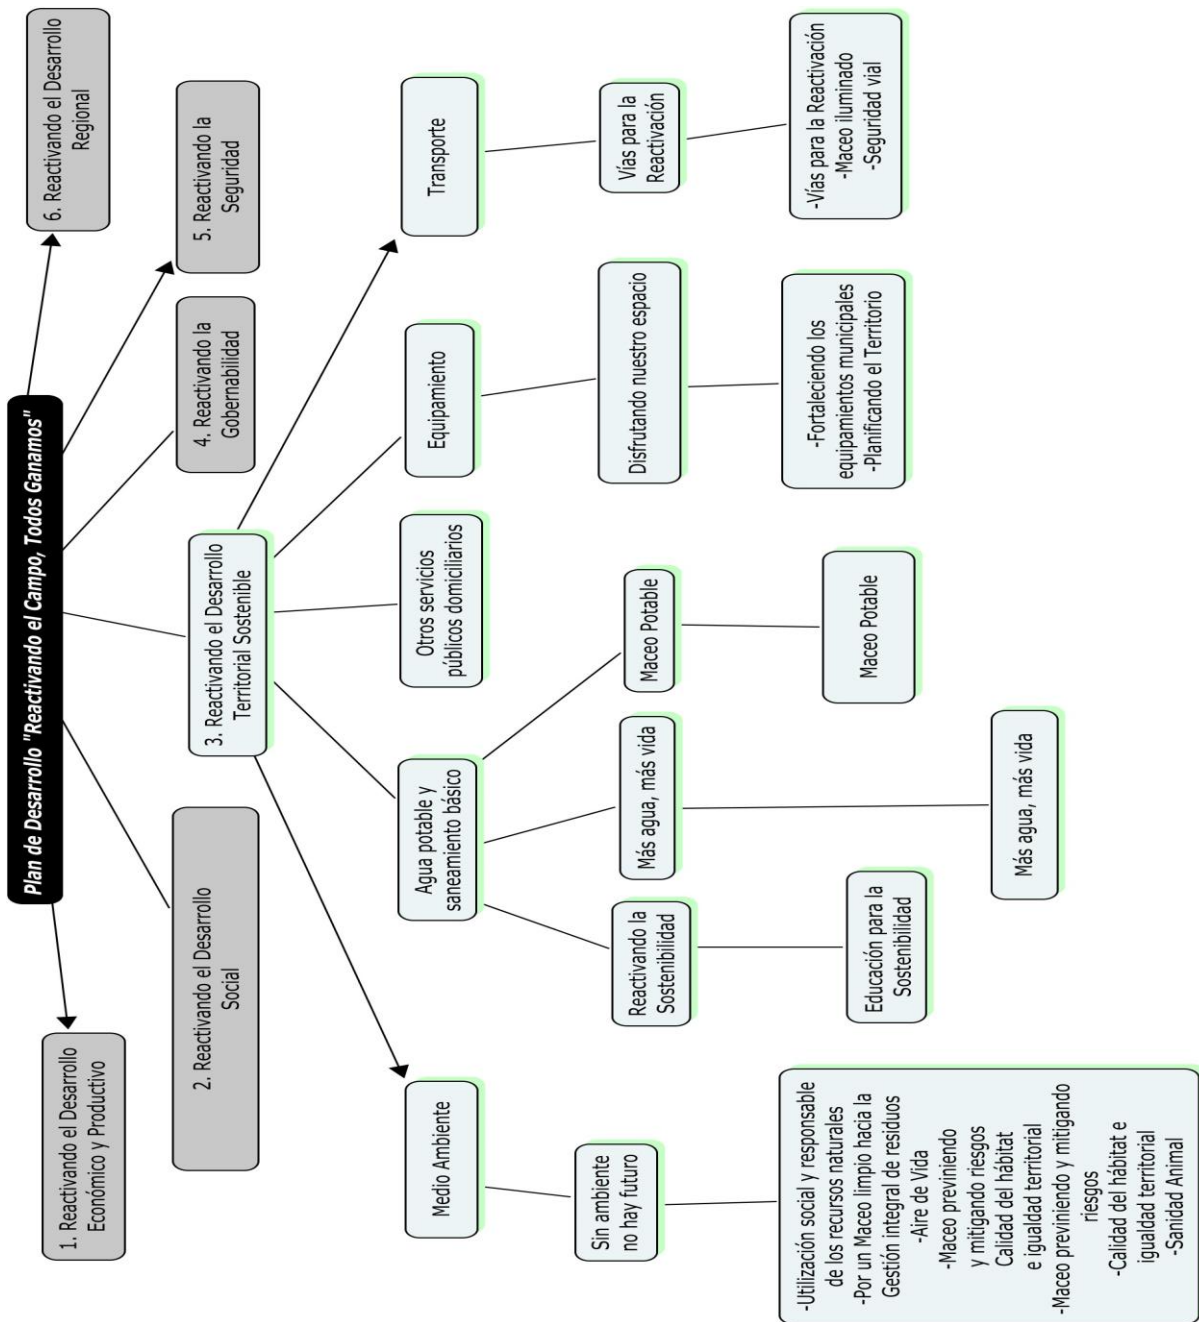 Plan de Desarrollo "Reactivando el Campo, Todos Ganamos"
1. Reactivando el Desarrollo
Económico y Productivo
2. Reactivando el Desarrollo
Social
3. Reactivando el Desarrollo
Territorial Sostenible
4. Reactivando la
Gobernabilidad
5. Reactivando la
Seguridad
6. Reactivando el Desarrollo
Regional
Medio Ambiente
Agua potable y
saneamiento básico
Otros servicios
públicos domiciliarios
Equipamiento
Transporte
Sin ambiente
no hay futuro
Reactivando la
Sostenibilidad
Más agua, más vida
Maceo Potable
Disfrutando nuestro espacio
Vías para la
Reactivación
-Utilización social y responsable
de los recursos naturales
-Por un Maceo limpio hacia la
Gestión integral de residuos
-Aire de Vida
-Maceo previniendo
y mitigando riesgos
Calidad del hábitat
e igualdad territorial
-Maceo previniendo y mitigando
riesgos
-Calidad del hábitat e
igualdad territorial
-Sanidad Animal
Educación para la
Sostenibilidad
Más agua, más vida
Maceo Potable
-Fortaleciendo los
equipamientos municipales
-Planificando el Territorio
-Vías para la Reactivación
-Maceo iluminado
-Seguridad vial